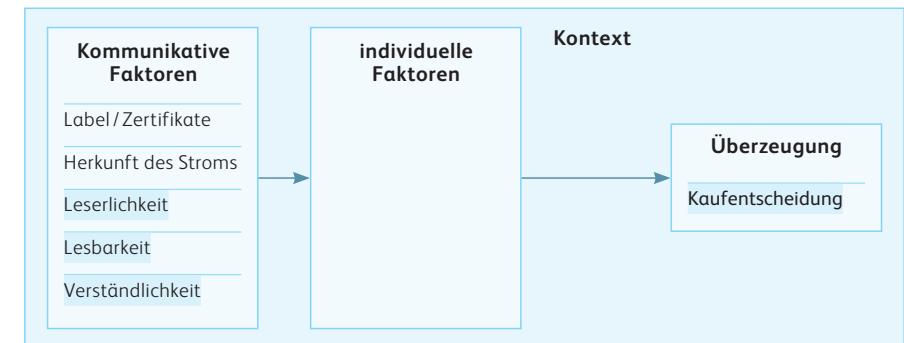 Kommunikative
Faktoren
Label / Zertifikate
Herkunft des Stroms
Leserlichkeit
Lesbarkeit
Verständlichkeit
individuelle
Faktoren
Kontext
Überzeugung
Kaufentscheidung